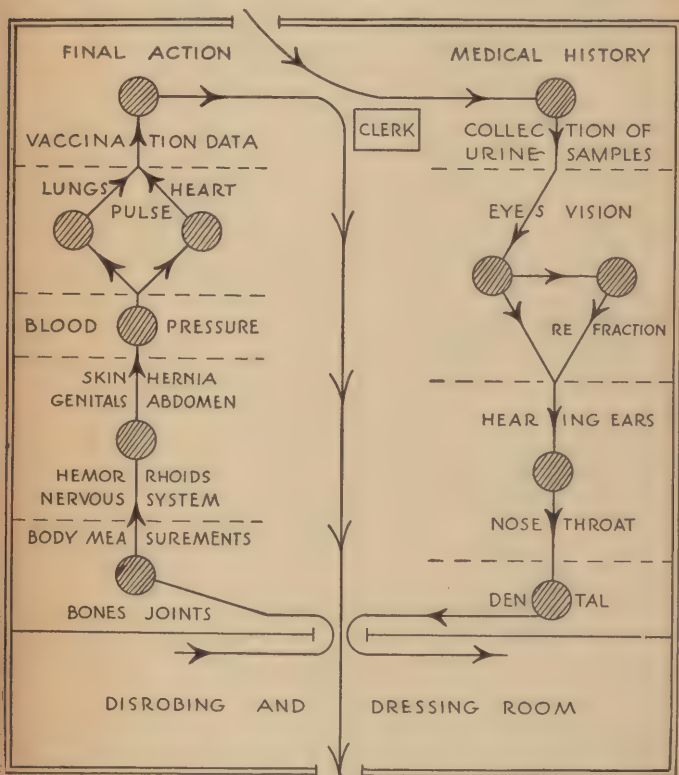 FINAL ACTION
MEDICAL HISTORY
CLERK
VACCINATION DATA
COLLECTION OF
URINE SAMPLES
LUNGS HEART
PULSE
EYES VISION
BLOOD PRESSURE
REFRACTION
SKIN HERNIA
GENITALS ABDOMEN
HEARING EARS
HEMORRHOIDS
NERVOUS SYSTEM
NOSE THROAT
BODY MEASUREMENTS
DENTAL
BONES JOINTS
DISROBING AND DRESSING ROOM